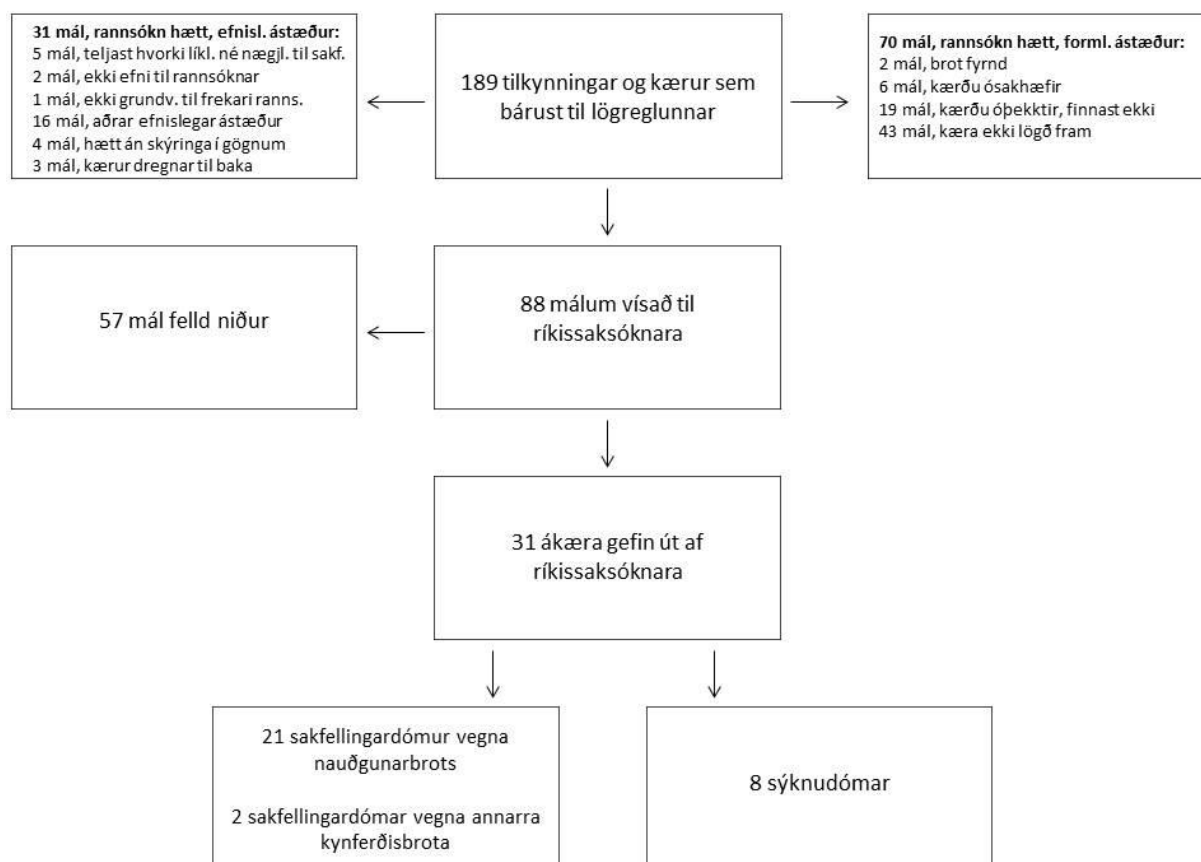 31 mál, rannsókn hætt, efnisl. ástæður:
5 mál, teljast hvorki líkl. né nægjl. til sakf.
2 mál, ekki efni til rannsóknar
1 mál, ekki grundv. til frekari ranns.
16 mál, aðrar efnislegar ástæður
4 mál, hætt án skýringa í gögnum
3 mál, kærur dregnar til baka
189 tilkynningar og kærur sem
bárust til lögreglunnar
70 mál, rannsókn hætt, forml. ástæður:
2 mál, brot fyrnd
6 mál, kærðu ósakhæfir
19 mál, kærðu óþekktir, finnast ekki
43 mál, kæra ekki lögð fram
57 mál felld niður
88 málum vísað til
ríkissaksóknara
31 ákæra gefin út af
ríkissaksóknara
21 sakfellingardómur vegna
nauðgunarbrots
2 sakfellingardómar vegna annarra
kynferðisbrota
8 sýknudómar